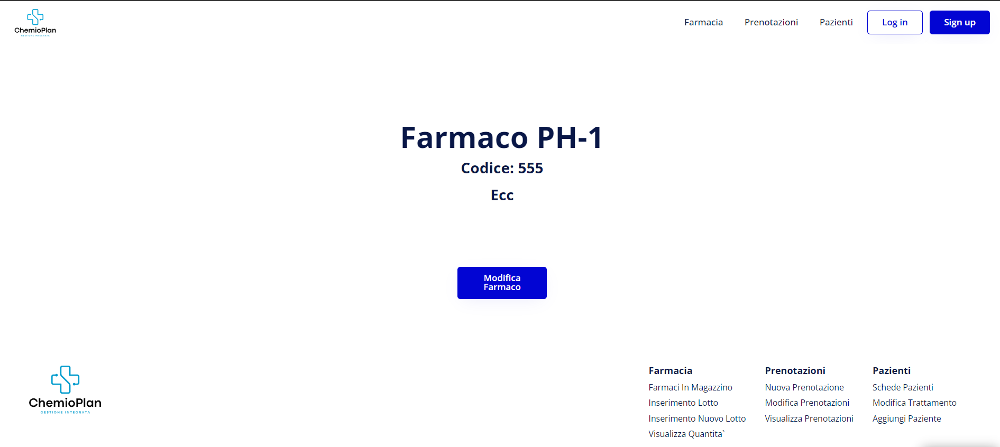 ChemioPlan
GESTIONE INTEGRATA
Farmacia
Prenotazioni
Pazienti
Log in
Sign up
Farmaco PH-1
Codice: 555
Ecc
Modifica
Farmaco
ChemioPlan
GESTIONE INTEGRATA
Farmacia
Farmaci In Magazzino
Inserimento Lotto
Inserimento Nuovo Lotto
Visualizza Quantita`
Prenotazioni
Nuova Prenotazione
Modifica Prenotazioni
Visualizza Prenotazioni
Pazienti
Schede Pazienti
Modifica Trattamento
Aggiungi Paziente